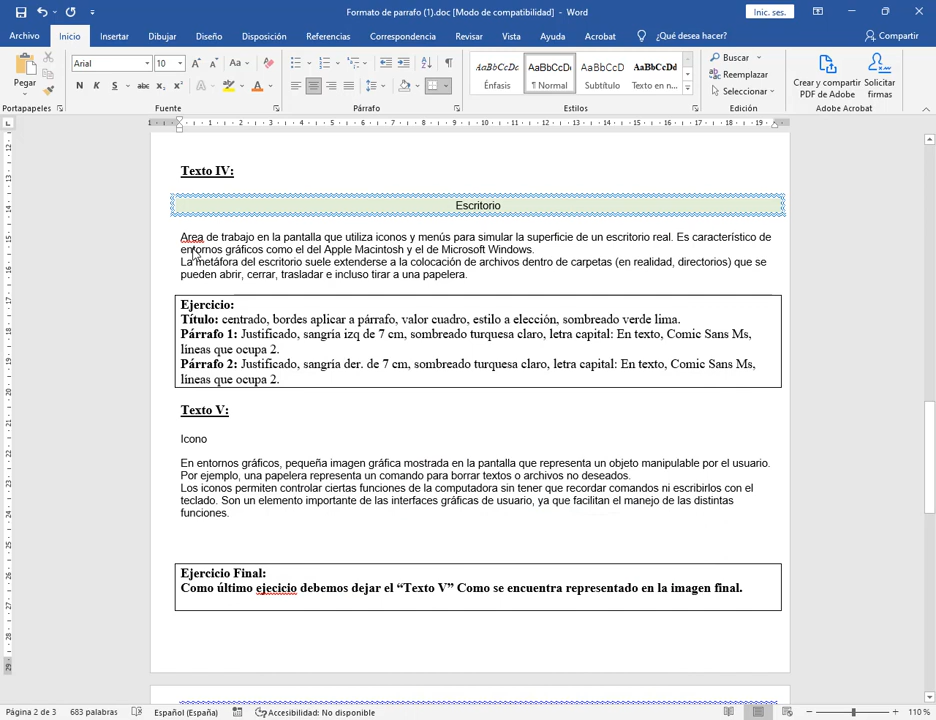 Formato de parrafo (1).doc [Modo de compatibilidad] - Word
Inic. ses.
Archivo Inicio Insertar Dibujar Diseño Disposición Referencias Correspondencia Revisar Vista Ayuda Acrobat ¿Qué desea hacer? Compartir
Pegar
Arial 10
N K S abc x₂ x²
AaBbCcDc AaBbCcDc AaBbCcD AaBbCcDd
Énfasis ¶ Normal Subtítulo Texto en n...
Buscar
Reemplazar
Seleccionar
Crear y compartir PDF de Adobe
Solicitar firmas
Portapapeles Fuente Párrafo Estilos Edición Adobe Acrobat
Texto IV:
Escritorio
Area de trabajo en la pantalla que utiliza iconos y menús para simular la superficie de un escritorio real. Es característico de
entornos gráficos como el del Apple Macintosh y el de Microsoft Windows.
La metáfora del escritorio suele extenderse a la colocación de archivos dentro de carpetas (en realidad, directorios) que se
pueden abrir, cerrar, trasladar e incluso tirar a una papelera.
Ejercicio:
Título: centrado, bordes aplicar a párrafo, valor cuadro, estilo a elección, sombreado verde lima.
Párrafo 1: Justificado, sangría izq de 7 cm, sombreado turquesa claro, letra capital: En texto, Comic Sans Ms,
líneas que ocupa 2.
Párrafo 2: Justificado, sangría der. de 7 cm, sombreado turquesa claro, letra capital: En texto, Comic Sans Ms,
líneas que ocupa 2.
Texto V:
Icono
En entornos gráficos, pequeña imagen gráfica mostrada en la pantalla que representa un objeto manipulable por el usuario.
Por ejemplo, una papelera representa un comando para borrar textos o archivos no deseados.
Los iconos permiten controlar ciertas funciones de la computadora sin tener que recordar comandos ni escribirlos con el
teclado. Son un elemento importante de las interfaces gráficas de usuario, ya que facilitan el manejo de las distintas
funciones.
Ejercicio Final:
Como último ejecicio debemos dejar el “Texto V” Como se encuentra representado en la imagen final.
Página 2 de 3 683 palabras Español (España) Accesibilidad: No disponible 110 %